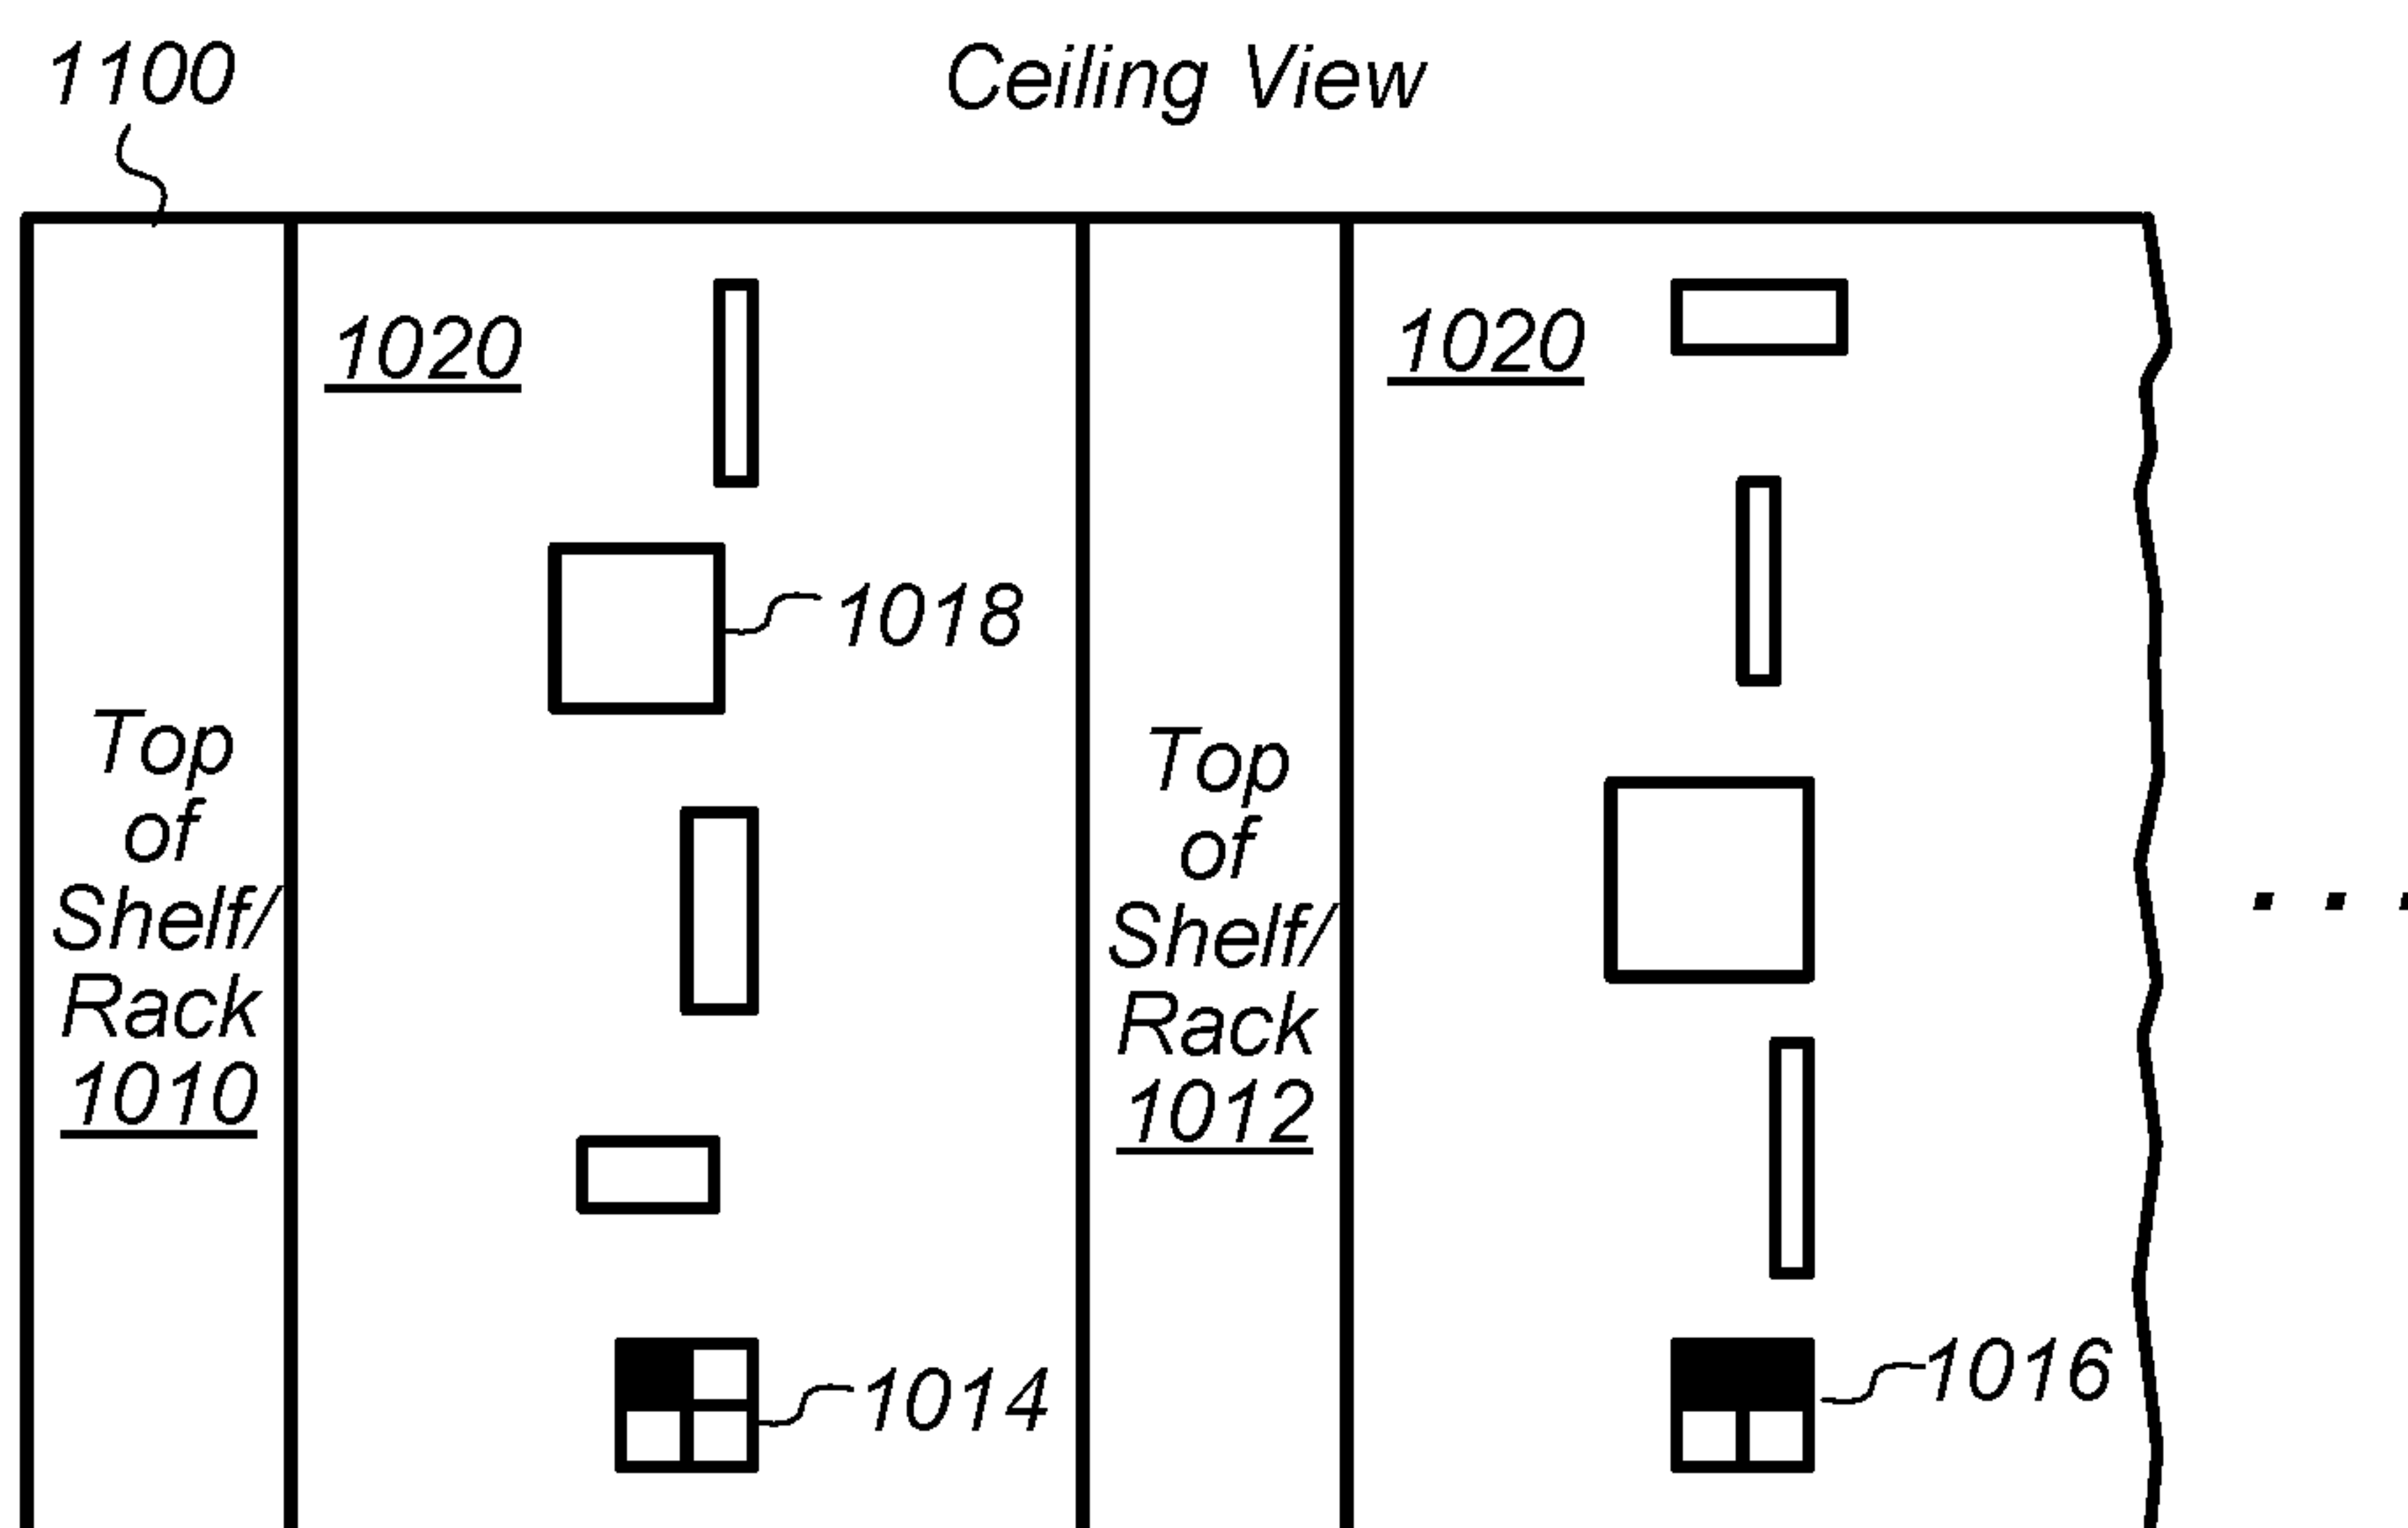 1100
Ceiling View
1020
1020
1018
Top
of
Shelf/
Rack
1010
Top
of
Shelf/
Rack
1012
1014
1016
. . .